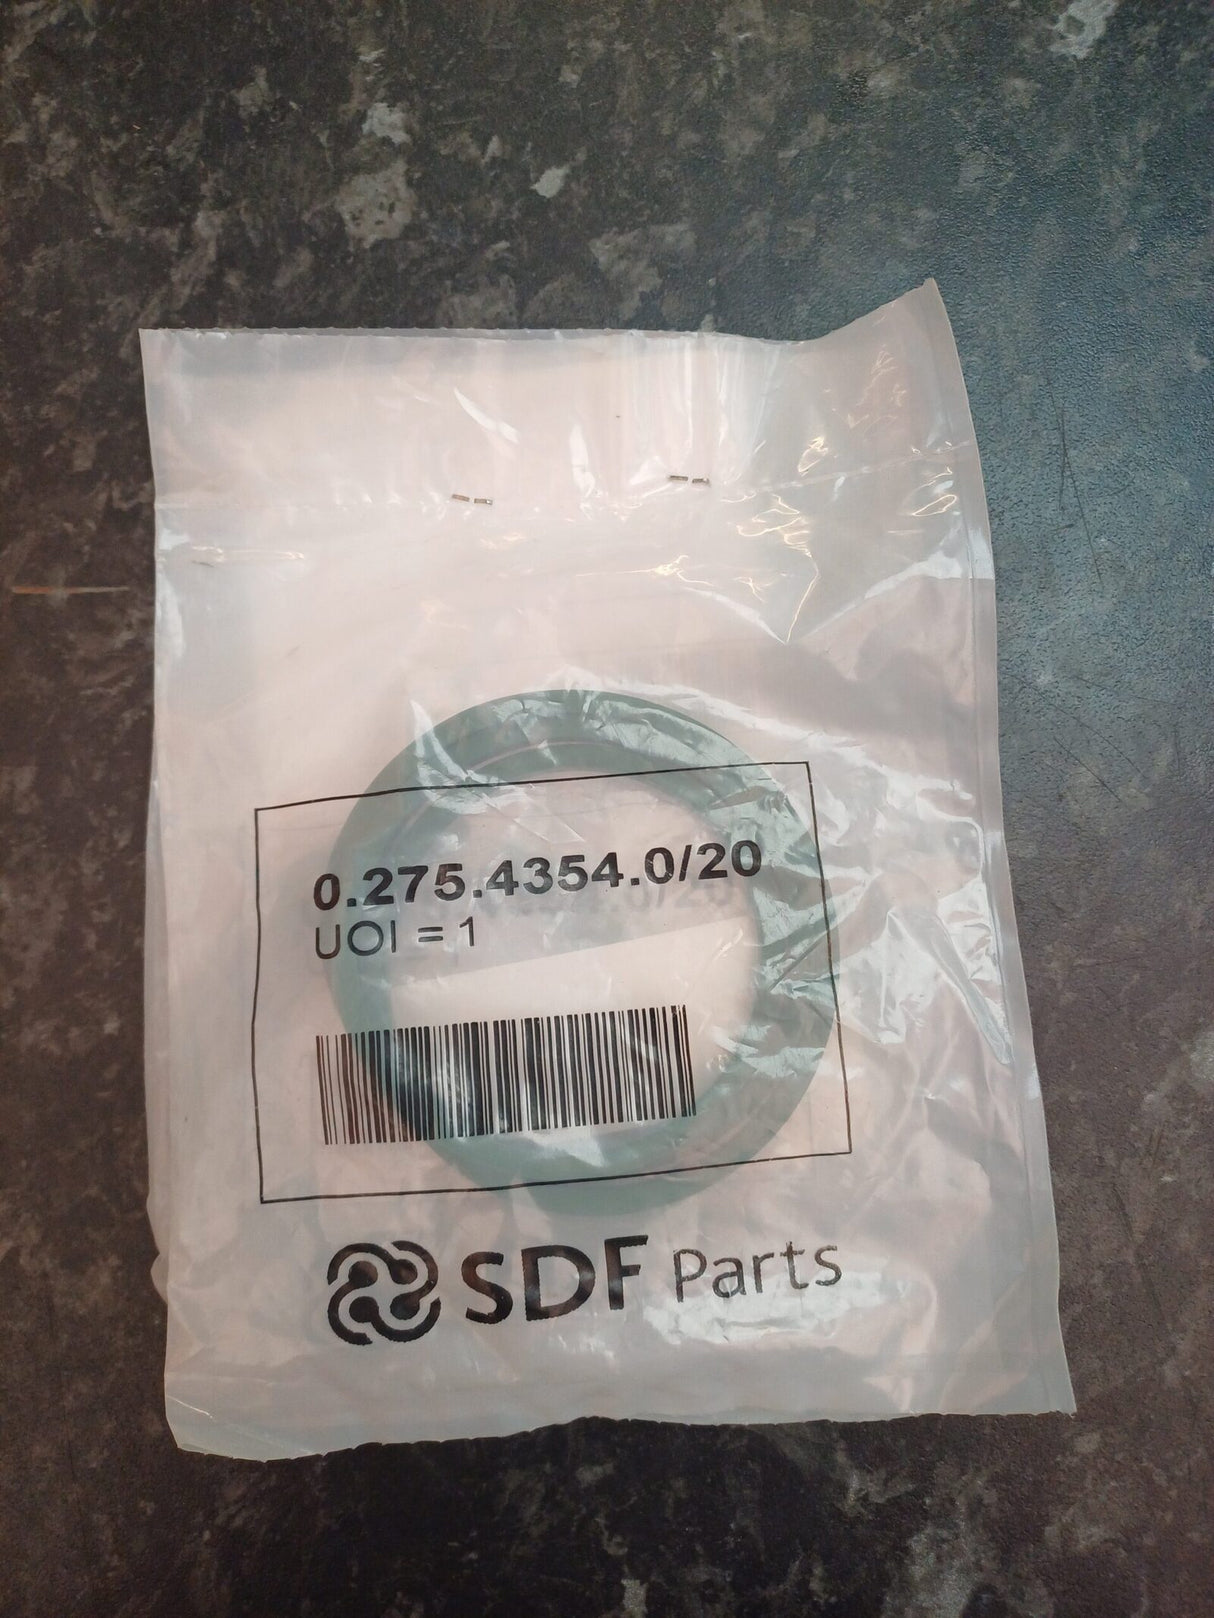 0.275.4354.0/20
UOI = 1
SDF Parts